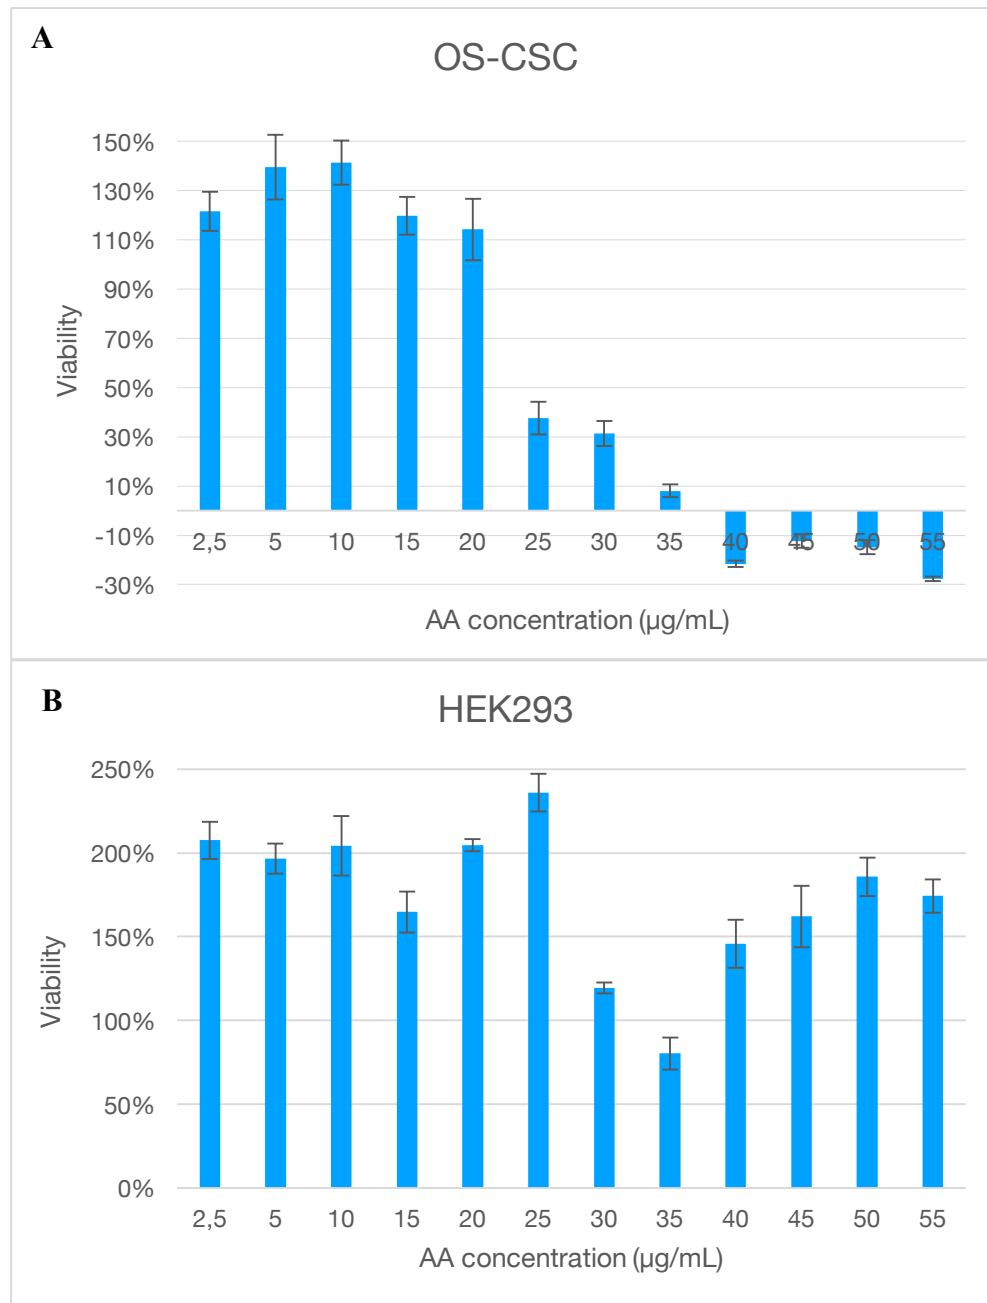 A
OS-CSC
150%
130%
110%
90%
70%
50%
30%
10%
-10%
-30%
Viability
2,5 5 10 15 20 25 30 35 40 45 50 55
AA concentration (µg/mL)
B
HEK293
250%
200%
150%
100%
50%
0%
Viability
2,5 5 10 15 20 25 30 35 40 45 50 55
AA concentration (µg/mL)